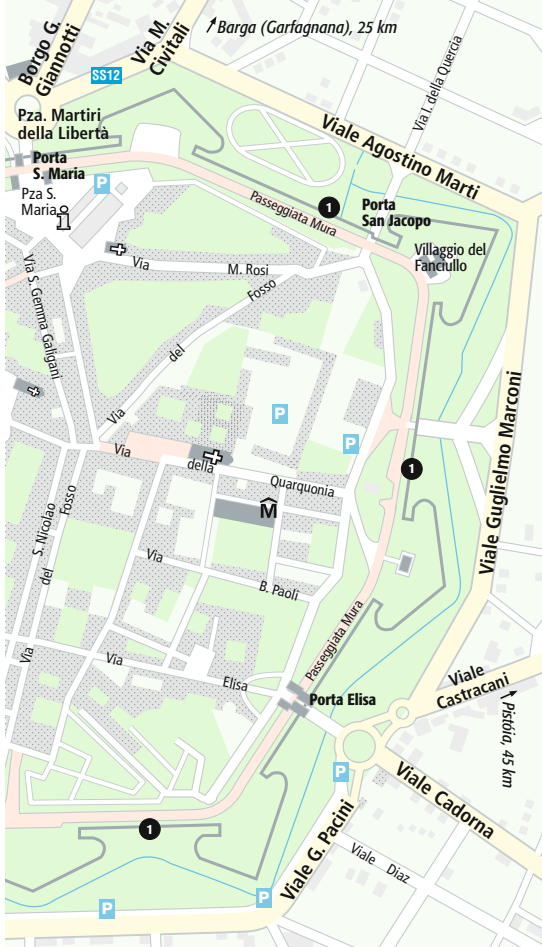 Barga (Garfagnana), 25 km
Borgo G.
Giannotti
Via M.
Civitali
SS12
Via I. della Quercia
Pza. Martiri
della Libertà
Viale Agostino Marti
Porta
S. Maria
P
Pza S.
Maria
i
Passeggiata Mura
1
Porta
San Jacopo
Villaggio del
Fanciullo
Via
M. Rosi
Via S. Gemma Galigani
Via
del
Fosso
Viale Guglielmo Marconi
P
P
Via
della
Quarquonia
1
M
Via
del
Fosso
S. Nicolao
Via
B. Paoli
Passeggiata Mura
Via
Elisa
Porta Elisa
Viale
Castracani
Pistòia, 45 km
P
Viale Cadorna
1
Viale G. Pacini
Viale Diaz
P
P